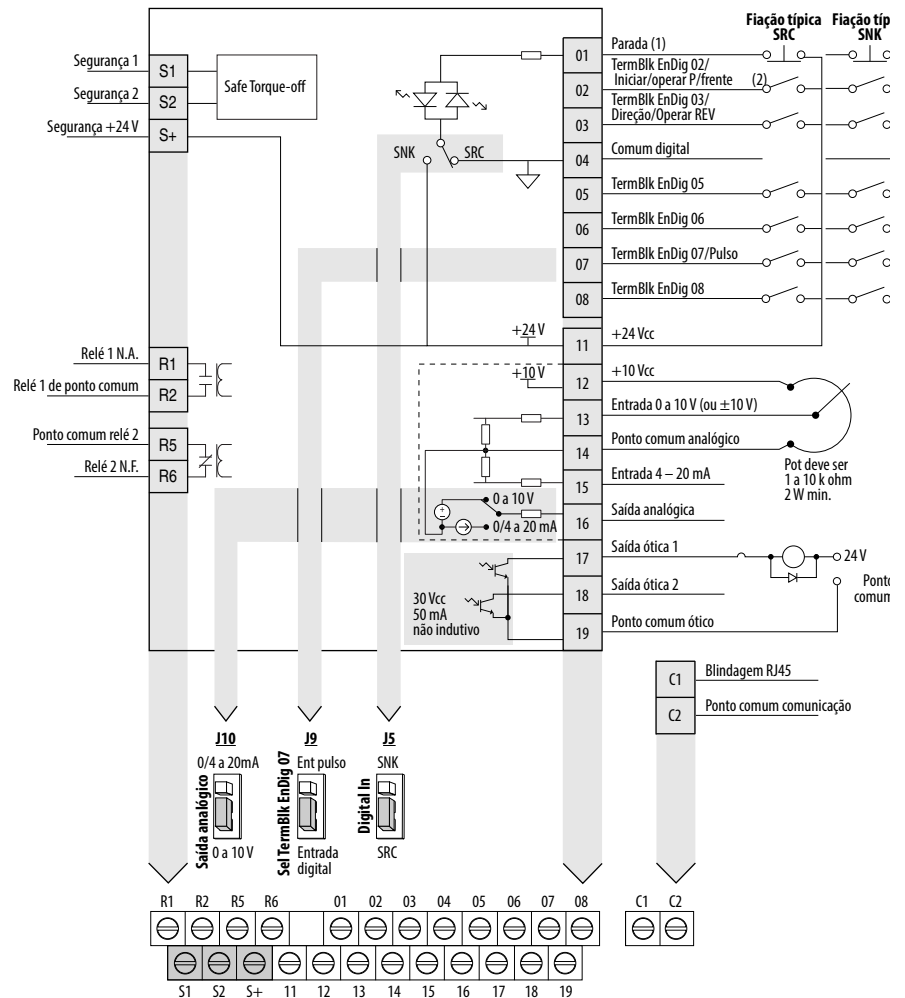 Fiação típica
SRC
Fiação típ
SNK
Segurança 1
Segurança 2
Segurança +24 V
S1
S2
S+
Safe Torque-off
SNK
SRC
01
02
03
04
05
06
07
08
Parada (1)
TermBlk EnDig 02/
Iniciar/operar P/frente
(2)
TermBlk EnDig 03/
Direção/Operar REV
Comum digital
TermBlk EnDig 05
TermBlk EnDig 06
TermBlk EnDig 07/Pulso
TermBlk EnDig 08
+24 V
11
+24 Vcc
Relé 1 N.A.
Relé 1 de ponto comum
R1
R2
Ponto comum relé 2
Relé 2 N.F.
R5
R6
+10 V
12
13
14
15
16
+10 Vcc
Entrada 0 a 10 V (ou ±10 V)
Ponto comum analógico
Entrada 4 – 20 mA
Saída analógica
Pot deve ser
1 a 10 k ohm
2 W min.
0 a 10 V
0/4 a 20 mA
+
–
30 Vcc
50 mA
não indutivo
17
18
19
Saída ótica 1
Saída ótica 2
Ponto comum ótico
24 V
Ponto
comum
C1
C2
Blindagem RJ45
Ponto comum comunicação
J10
0/4 a 20mA
Saída analógico
0 a 10 V
J9
Ent pulso
Sel TermBlk EnDig 07
Entrada
digital
J5
SNK
Digital In
SRC
R1 R2 R5 R6 01 02 03 04 05 06 07 08 C1 C2
S1 S2 S+ 11 12 13 14 15 16 17 18 19